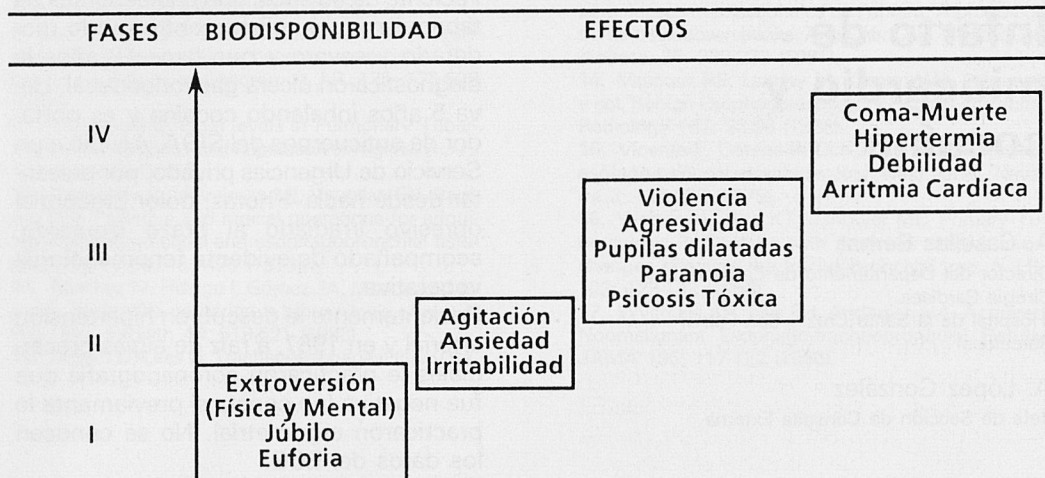 FASES BIODISPONIBILIDAD EFECTOS
IV
Coma-Muerte
Hipertermia
Debilidad
Arritmia Cardíaca
III
Violencia
Agresividad
Pupilas dilatadas
Paranoia
Psicosis Tóxica
II
Agitación
Ansiedad
Irritabilidad
I
Extroversión
(Física y Mental)
Júbilo
Euforia